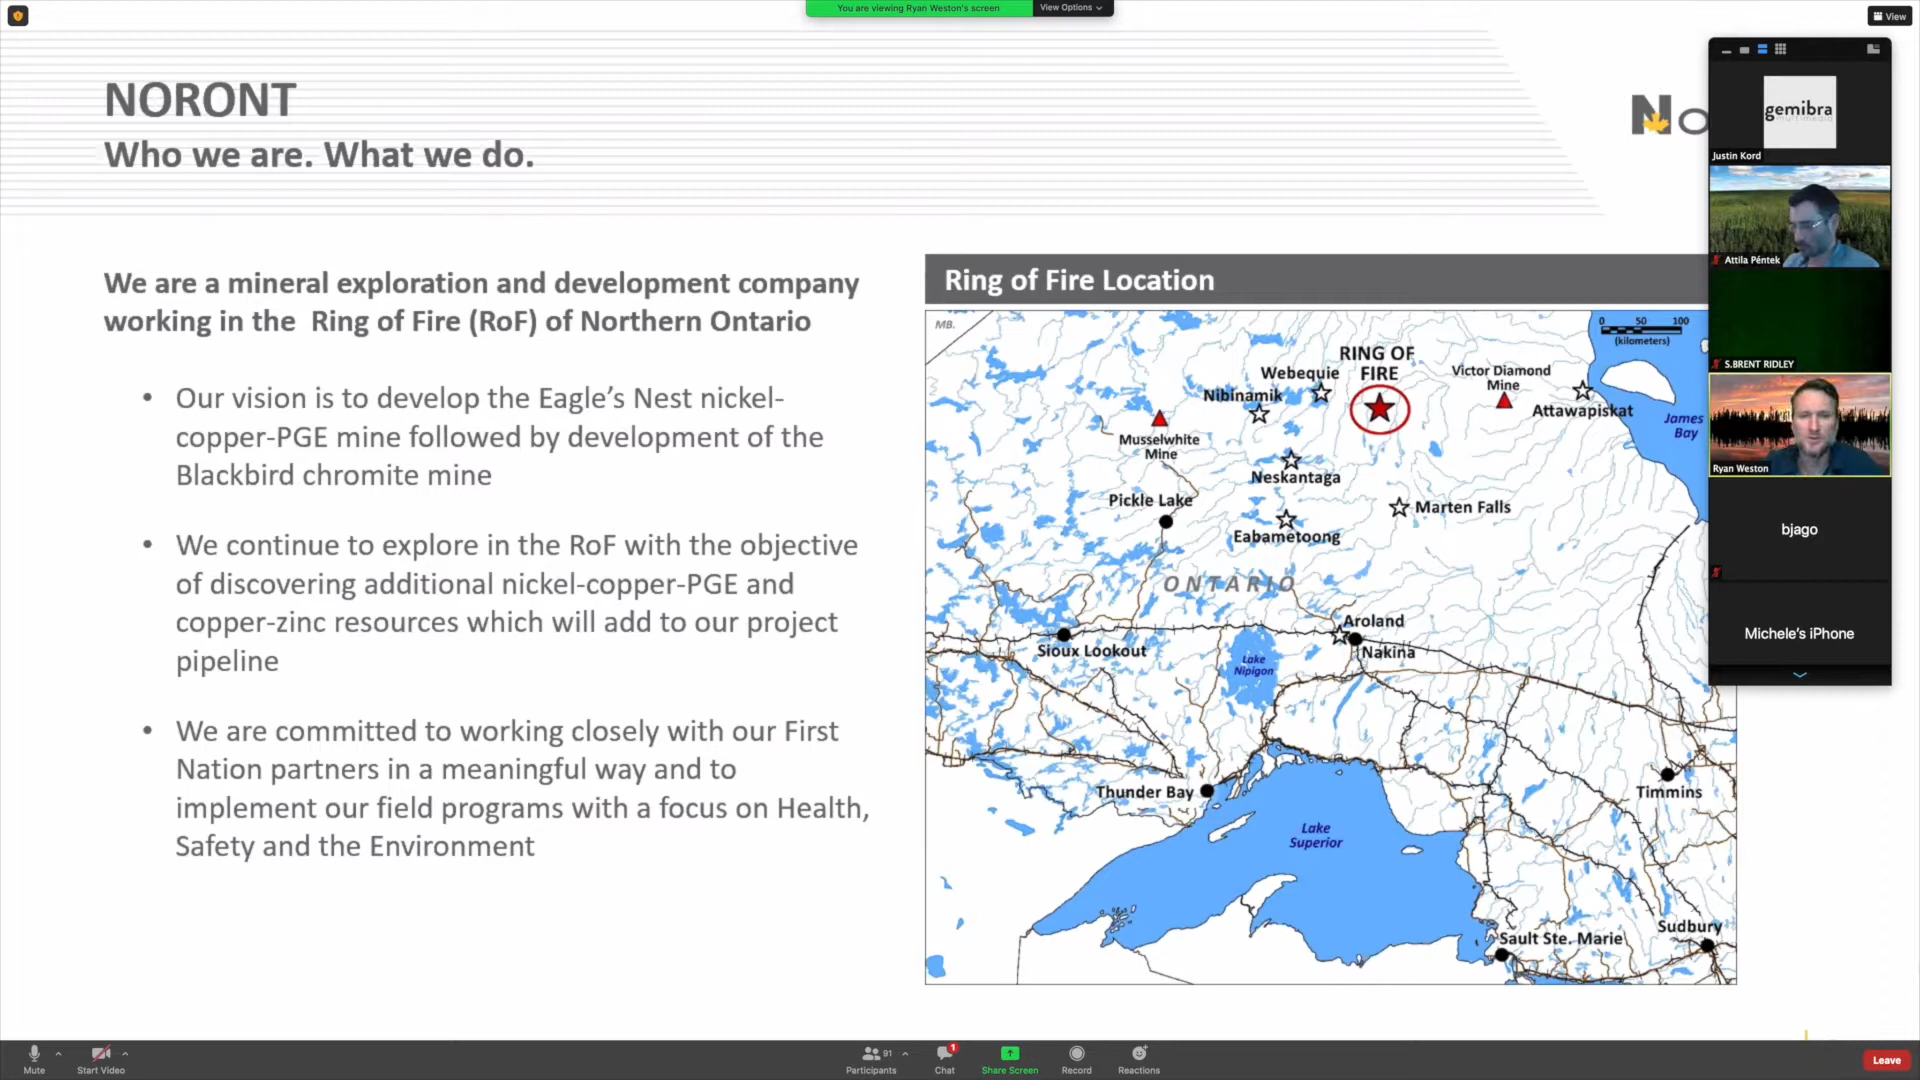 You are viewing Ryan Weston's screen
View Options
View
NORONT
Who we are. What we do.
No
We are a mineral exploration and development company
working in the Ring of Fire (RoF) of Northern Ontario
• Our vision is to develop the Eagle's Nest nickel-
copper-PGE mine followed by development of the
Blackbird chromite mine
• We continue to explore in the RoF with the objective
of discovering additional nickel-copper-PGE and
copper-zinc resources which will add to our project
pipeline
• We are committed to working closely with our First
Nation partners in a meaningful way and to
implement our field programs with a focus on Health,
Safety and the Environment
Ring of Fire Location
MB.
0 50 100
(kilometers)
RING OF
FIRE
Webequie
Nibinamik
Victor Diamond
Mine
Attawapiskat
James
Bay
Musselwhite
Mine
Neskantaga
Pickle Lake
Marten Falls
Eabametoong
ONTARIO
Aroland
Nakina
Sioux Lookout
Lake
Nipigon
Thunder Bay
Timmins
Lake
Superior
Sudbury
Sault Ste. Marie
gemibra
multimedia
Justin Kord
Attila Péntek
S.BRENT RIDLEY
Ryan Weston
bjago
Michele's iPhone
Mute
Start Video
91
Participants
1
Chat
Share Screen
Record
Reactions
Leave